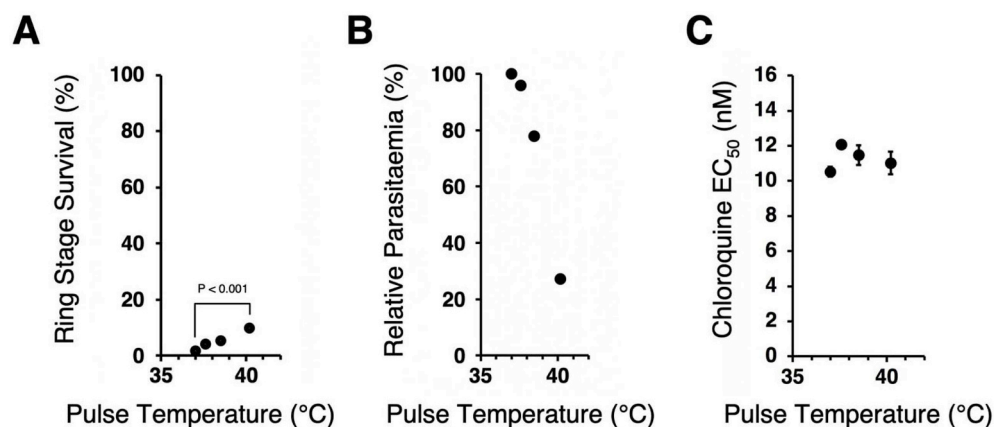 A
Ring Stage Survival (%)
100
80
60
40
20
0
P < 0.001
35
40
Pulse Temperature (°C)
B
Relative Parasitaemia (%)
100
80
60
40
20
0
35
40
Pulse Temperature (°C)
C
Chloroquine EC50 (nM)
16
14
12
10
8
6
4
2
0
35
40
Pulse Temperature (°C)